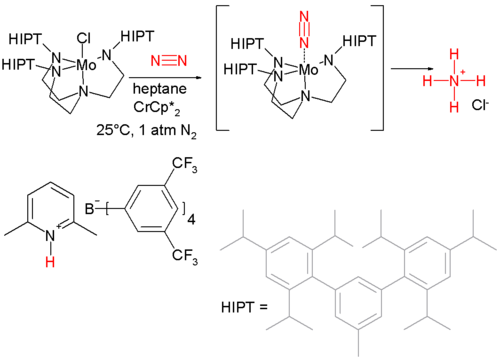 HIPT Cl HIPT
HIPT N N N
Mo
N
N≡N
heptane
CrCp*2
25°C, 1 atm N2
N
N
HIPT HIPT
HIPT N N N
Mo
N
H
H N+ H
H
Cl-
CF3
B- 4
N+
H
CF3
HIPT =